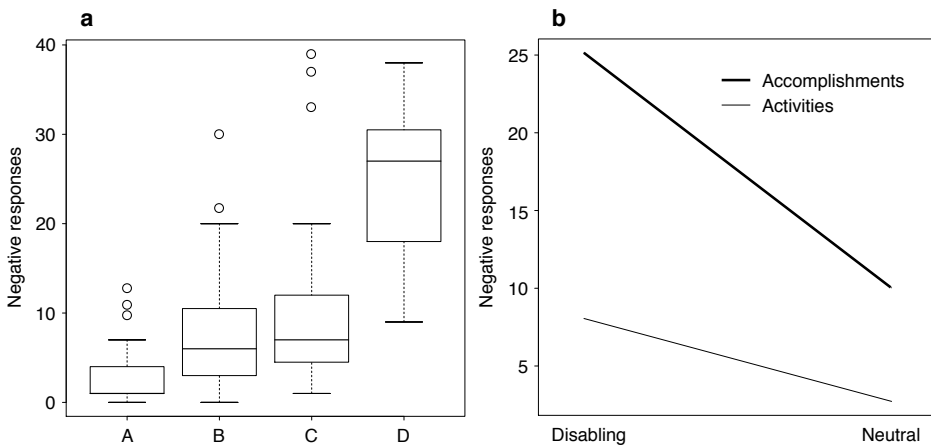 a
Negative responses
40
30
20
10
0
A B C D
b
Negative responses
25
20
15
10
5
Accomplishments
Activities
Disabling Neutral